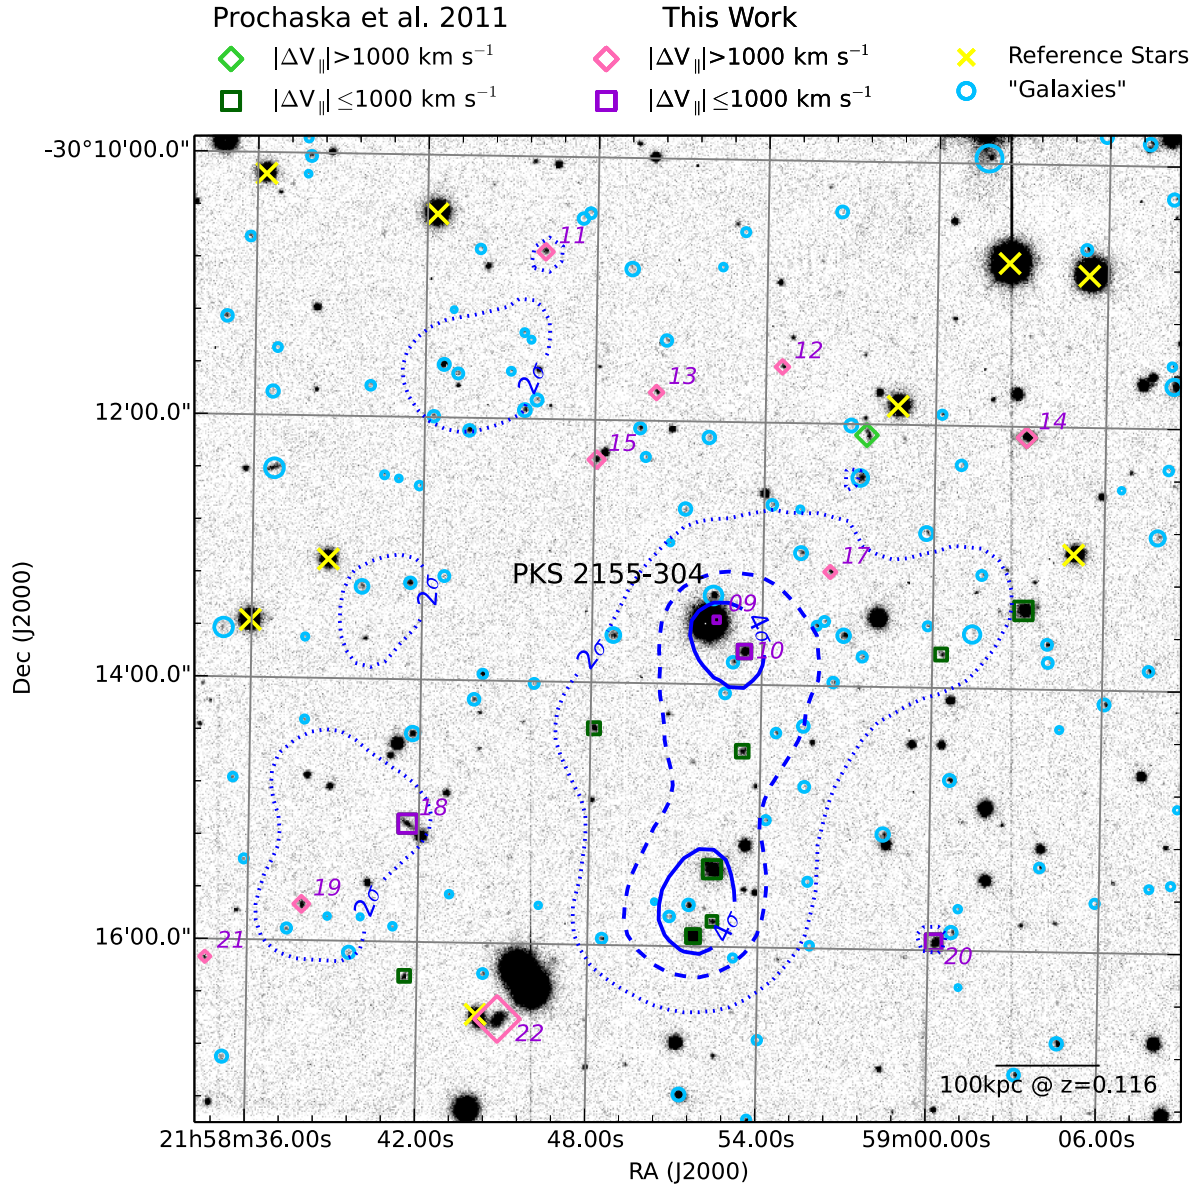 Prochaska et al. 2011 This Work
|ΔV∥|>1000 km s⁻¹ |ΔV∥|>1000 km s⁻¹ Reference Stars
|ΔV∥|≤1000 km s⁻¹ |ΔV∥|≤1000 km s⁻¹ "Galaxies"
-30°10'00.0"
11
12
2σ
13
12'00.0"
14
15
17
PKS 2155-304
2σ
09
4σ
2σ
10
14'00.0"
18
19
2σ
4σ
16'00.0"
21
20
22
100kpc @ z=0.116
Dec (J2000)
21h58m36.00s 42.00s 48.00s 54.00s 59m00.00s 06.00s
RA (J2000)